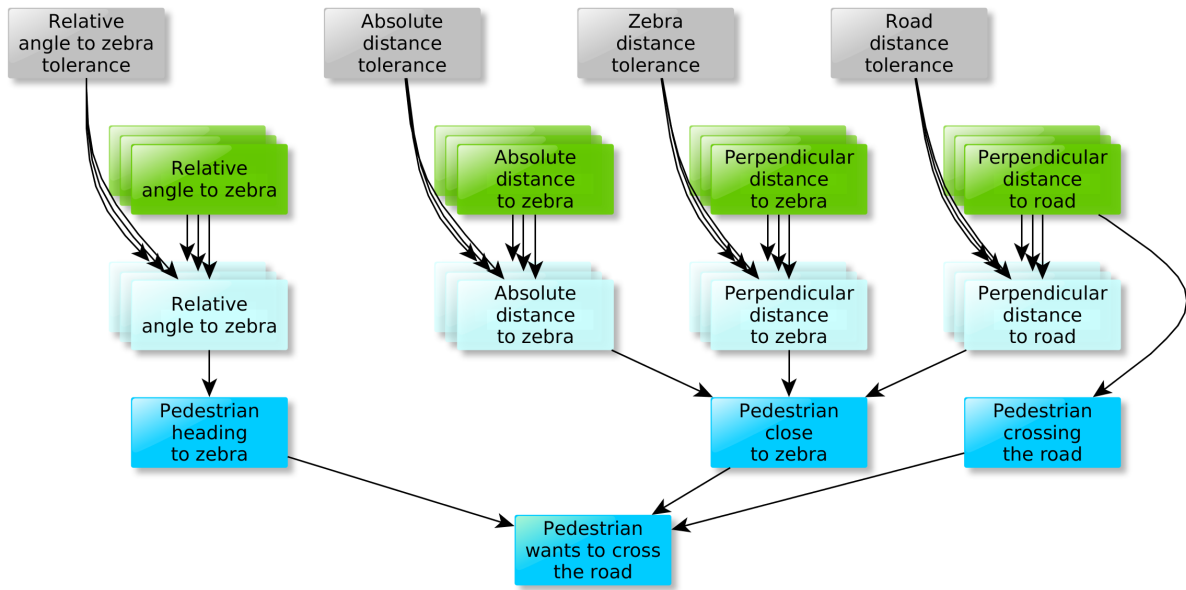 Relative
angle to zebra
tolerance
Absolute
distance
tolerance
Zebra
distance
tolerance
Road
distance
tolerance
Relative
angle to zebra
Absolute
distance
to zebra
Perpendicular
distance
to zebra
Perpendicular
distance
to road
Relative
angle to zebra
Absolute
distance
to zebra
Perpendicular
distance
to zebra
Perpendicular
distance
to road
Pedestrian
heading
to zebra
Pedestrian
close
to zebra
Pedestrian
crossing
the road
Pedestrian
wants to cross
the road